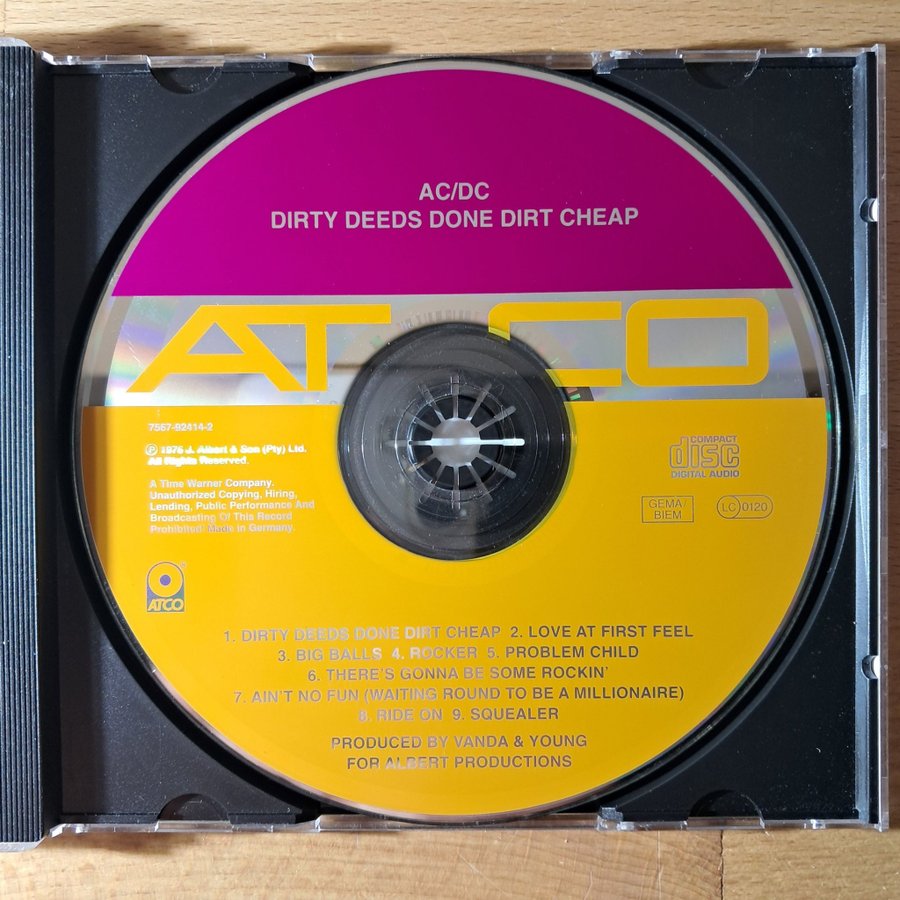 AC/DC
DIRTY DEEDS DONE DIRT CHEAP
ATCO
7567-92414-2
℗ 1976 J. Albert & Son (Pty) Ltd.
All Rights Reserved.
A Time Warner Company.
Unauthorized Copying, Hiring,
Lending, Public Performance And
Broadcasting Of This Record
Prohibited. Made in Germany.
COMPACT
disc
DIGITAL AUDIO
GEMA/
BIEM
LC 0120
ATCO
®
1. DIRTY DEEDS DONE DIRT CHEAP 2. LOVE AT FIRST FEEL
3. BIG BALLS 4. ROCKER 5. PROBLEM CHILD
6. THERE'S GONNA BE SOME ROCKIN'
7. AIN'T NO FUN (WAITING ROUND TO BE A MILLIONAIRE)
8. RIDE ON 9. SQUEALER
PRODUCED BY VANDA & YOUNG
FOR ALBERT PRODUCTIONS